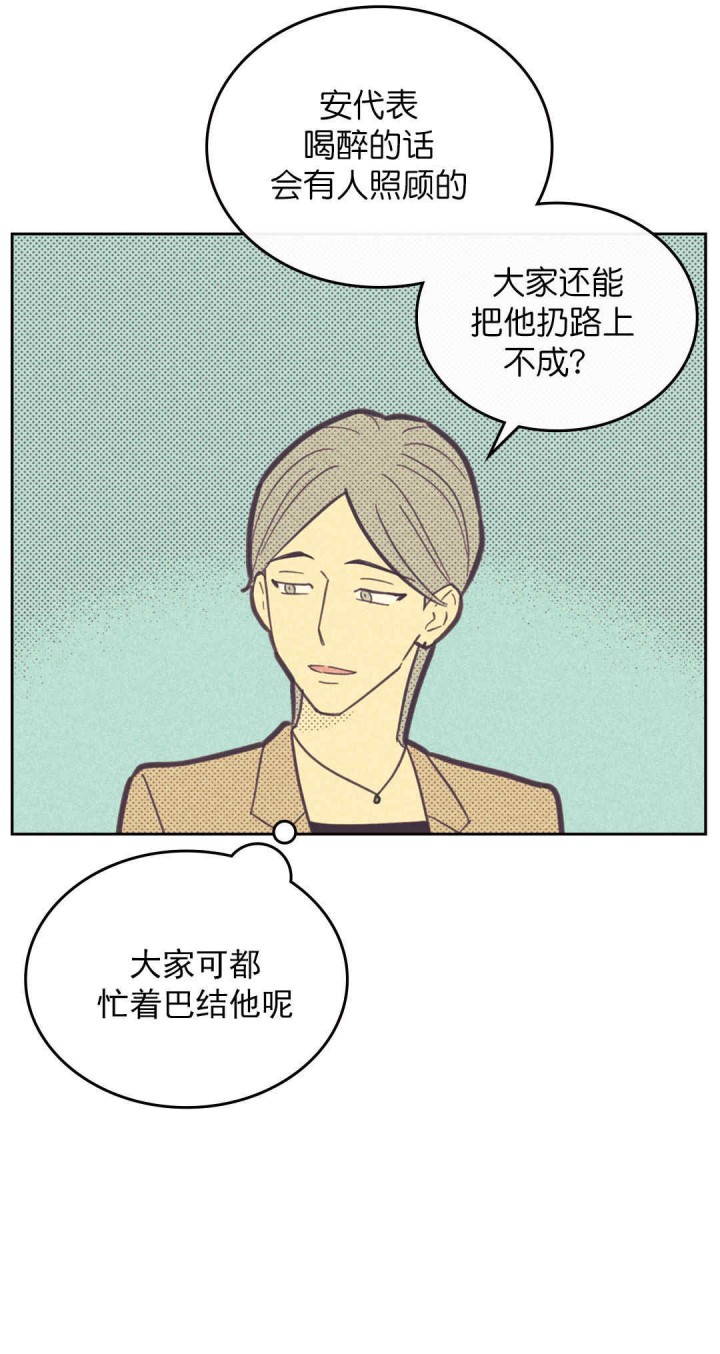 安代表
喝醉的话
会有人照顾的
大家还能
把他扔路上
不成?
大家可都
忙着巴结他呢